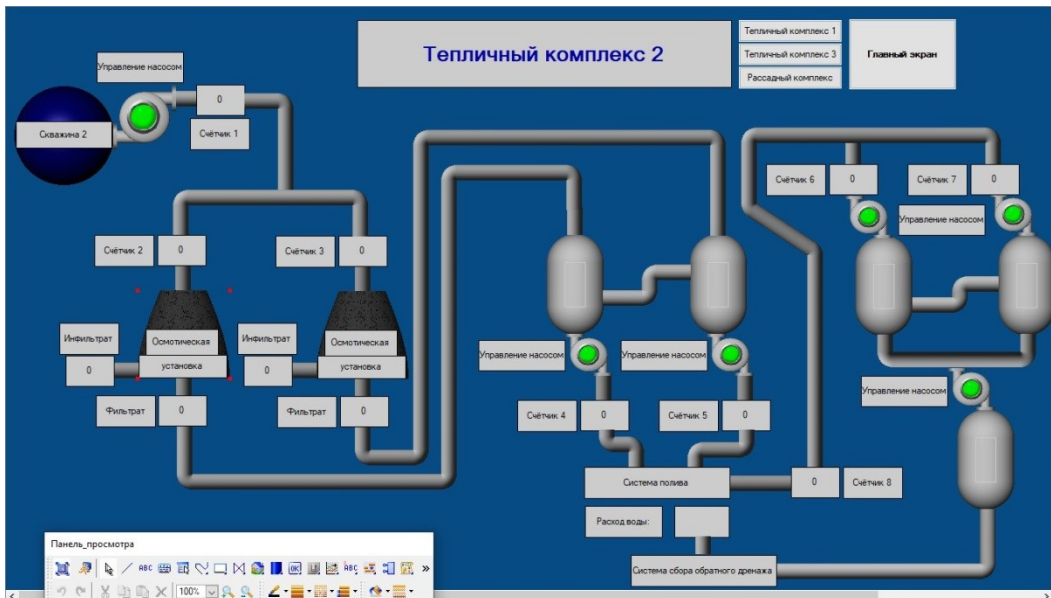 Тепличный комплекс 2
Тепличный комплекс 1
Тепличный комплекс 3
Рассадный комплекс
Главный экран
Управление насосом
0
Скважина 2
Счётчик 1
Счётчик 6
0
Счётчик 7
0
Управление насосом
Счётчик 2
0
Счётчик 3
0
Инфильтрат
0
Осмотическая
установка
Инфильтрат
0
Осмотическая
установка
Управление насосом
Управление насосом
Управление насосом
Фильтрат
0
Фильтрат
0
Счётчик 4
0
Счётчик 5
0
Система полива
0
Счётчик 8
Расход воды:
Система сбора обратного дренажа
Панель_просмотра
ABC
OK
ABC
»
100%